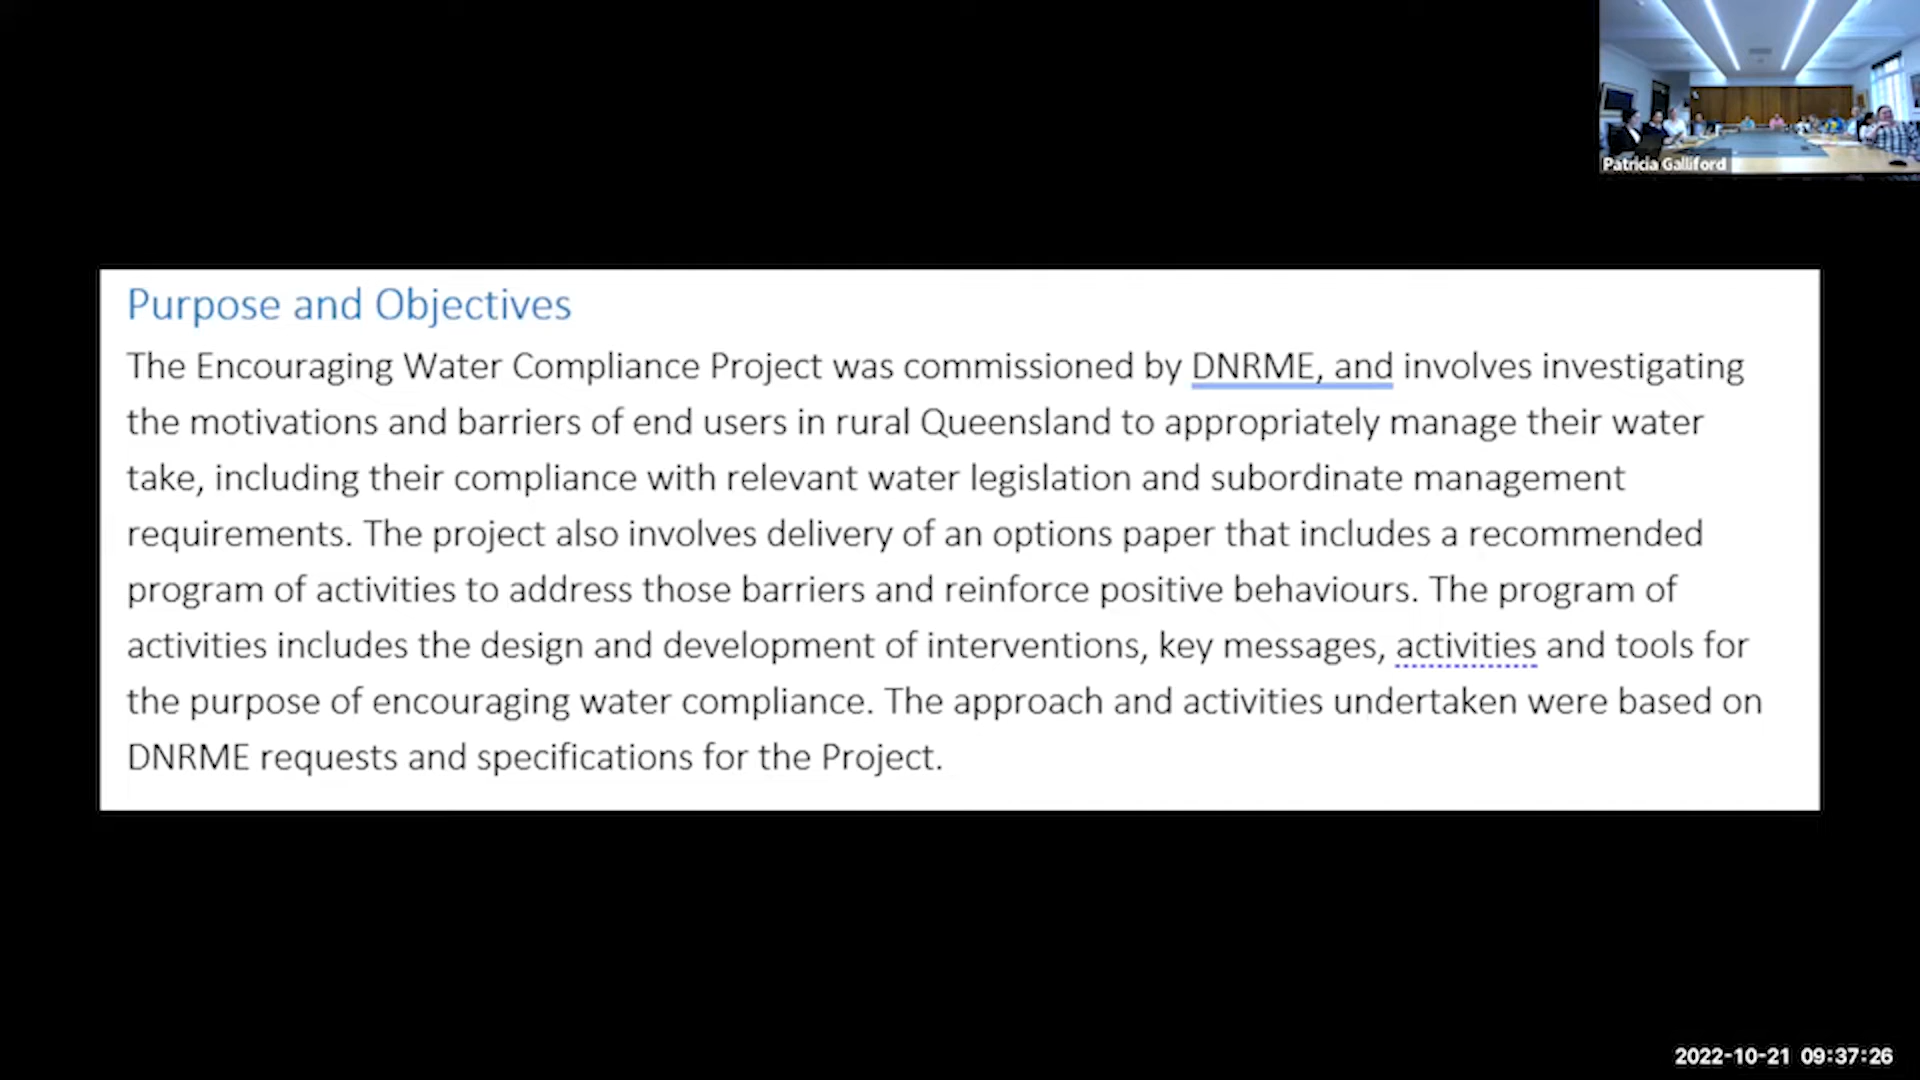 Patricia Galliford
Purpose and Objectives
The Encouraging Water Compliance Project was commissioned by DNRME, and involves investigating
the motivations and barriers of end users in rural Queensland to appropriately manage their water
take, including their compliance with relevant water legislation and subordinate management
requirements. The project also involves delivery of an options paper that includes a recommended
program of activities to address those barriers and reinforce positive behaviours. The program of
activities includes the design and development of interventions, key messages, activities and tools for
the purpose of encouraging water compliance. The approach and activities undertaken were based on
DNRME requests and specifications for the Project.
2022-10-21 09:37:26